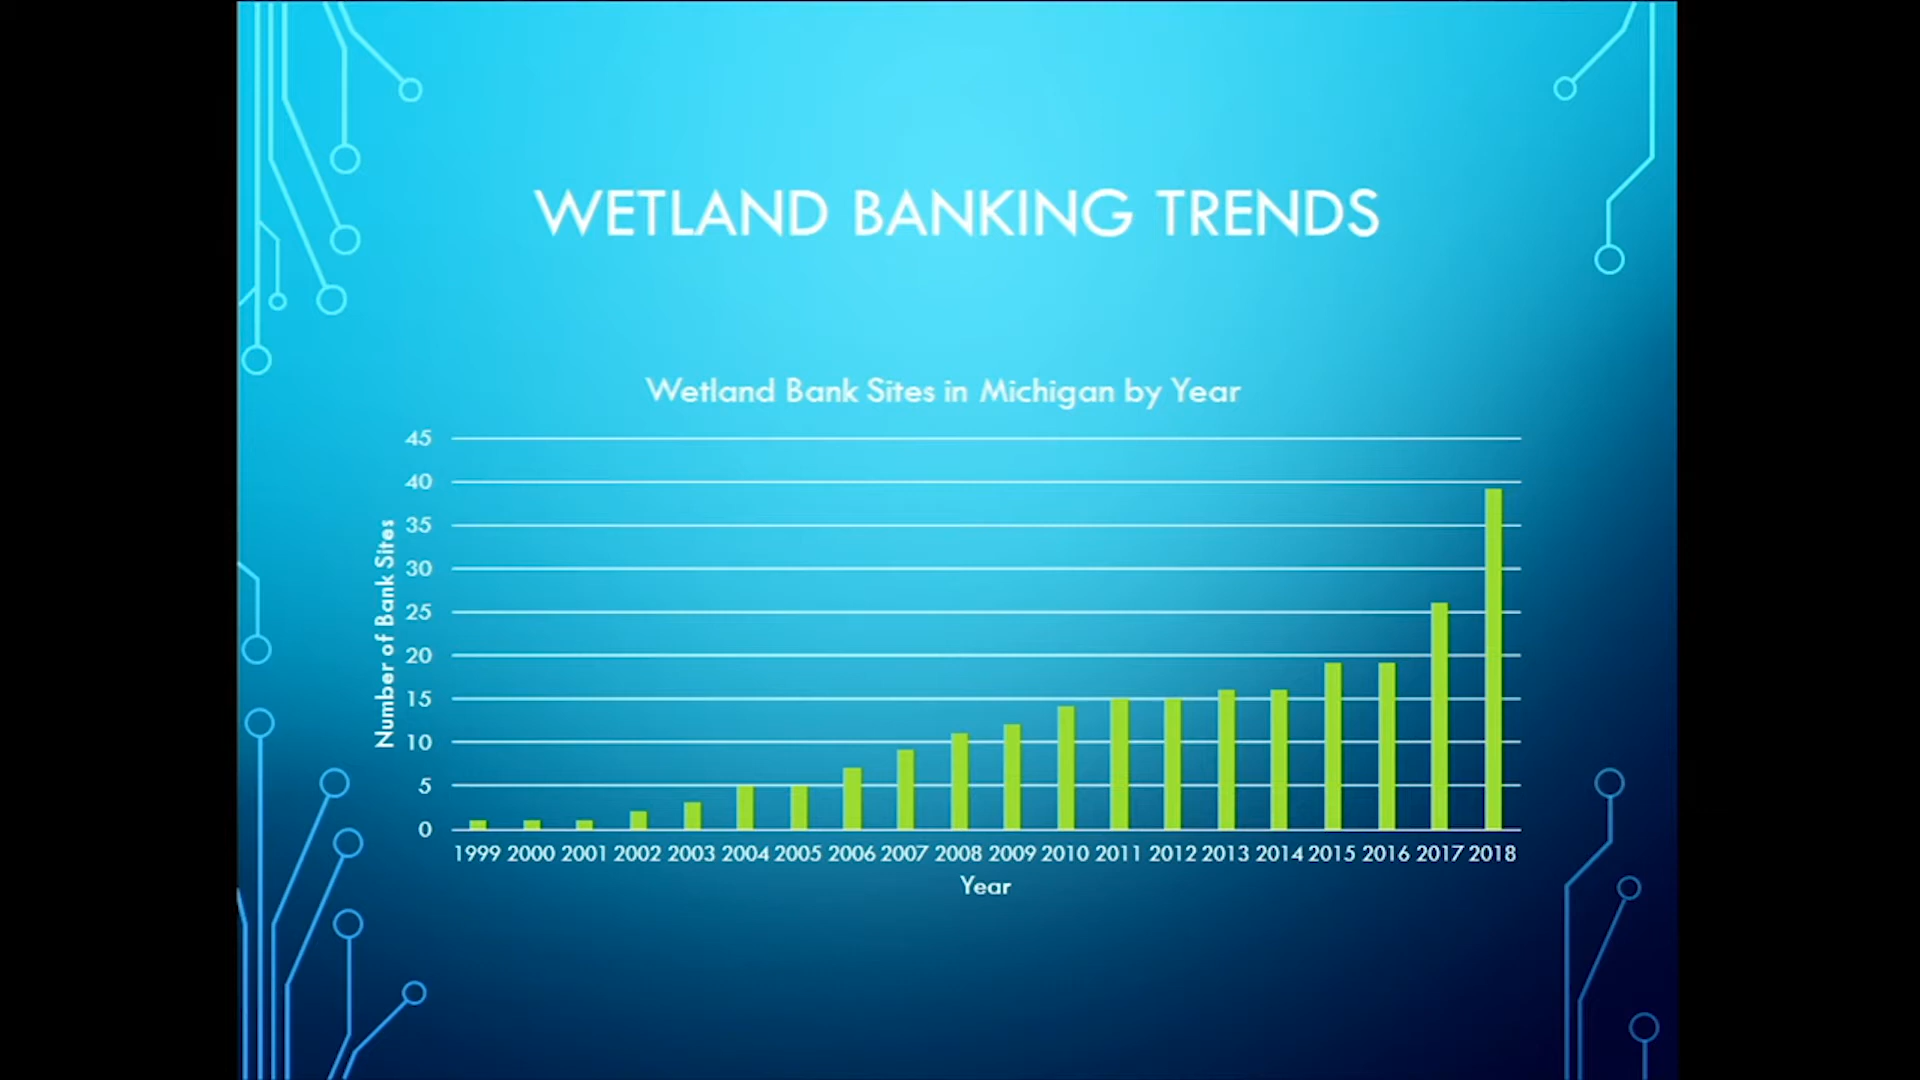 WETLAND BANKING TRENDS
Wetland Bank Sites in Michigan by Year
45
40
35
30
25
20
15
10
5
0
Number of Bank Sites
1999 2000 2001 2002 2003 2004 2005 2006 2007 2008 2009 2010 2011 2012 2013 2014 2015 2016 2017 2018
Year